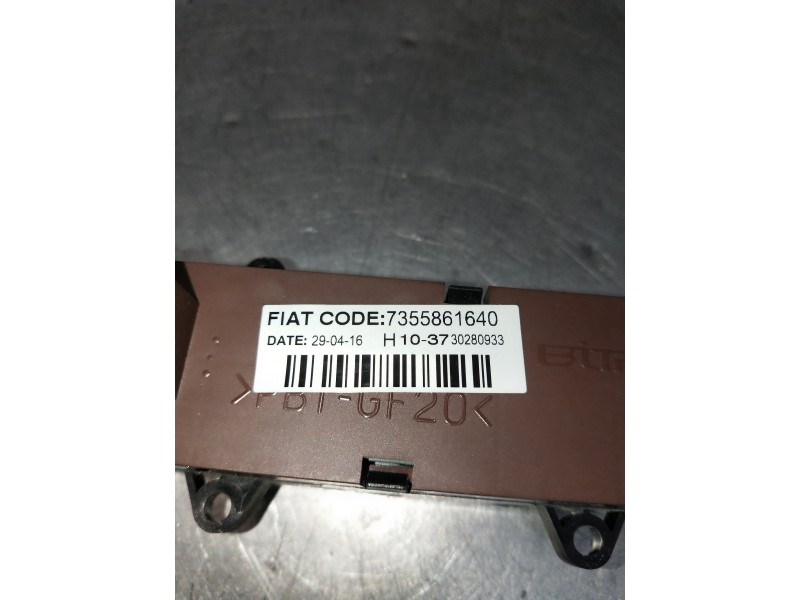 FIAT CODE:7355861640
DATE: 29-04-16 H 10-37 30280933
>PBT-GF20<